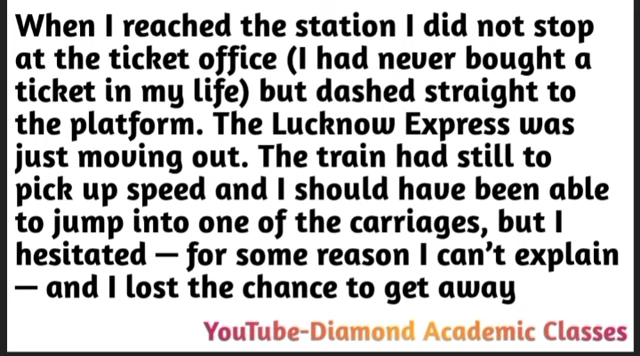 When I reached the station I did not stop
at the ticket office (I had never bought a
ticket in my life) but dashed straight to
the platform. The Lucknow Express was
just moving out. The train had still to
pick up speed and I should have been able
to jump into one of the carriages, but I
hesitated — for some reason I can't explain
— and I lost the chance to get away
YouTube-Diamond Academic Classes